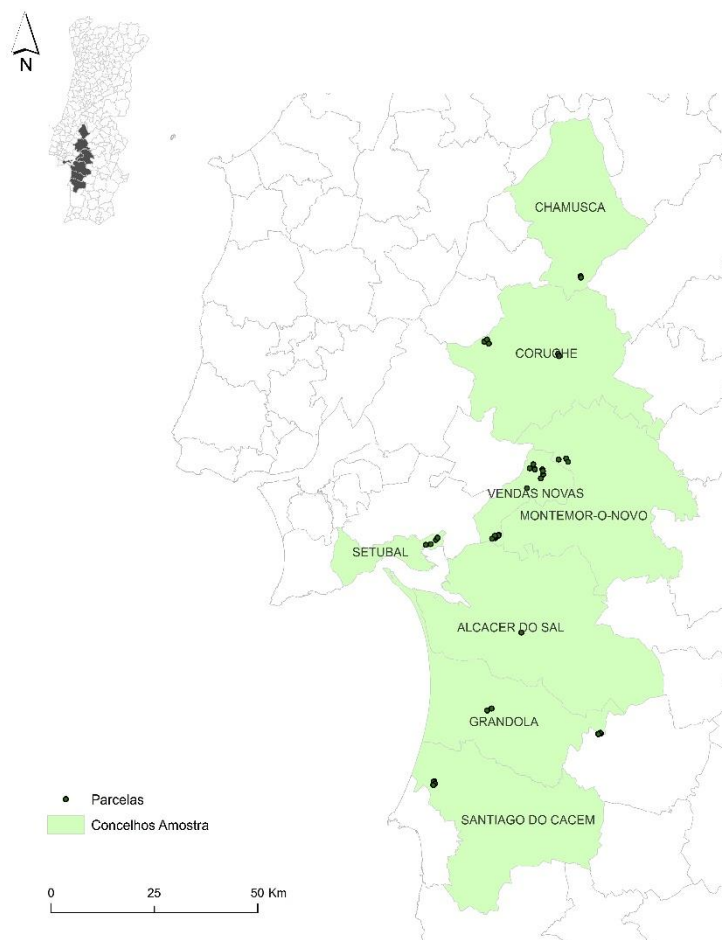 N
CHAMUSCA
CORUCHE
VENDAS NOVAS
MONTEMOR-O-NOVO
SETUBAL
ALCACER DO SAL
GRANDOLA
Parcelas
Concelhos Amostra
SANTIAGO DO CACEM
0 25 50 Km